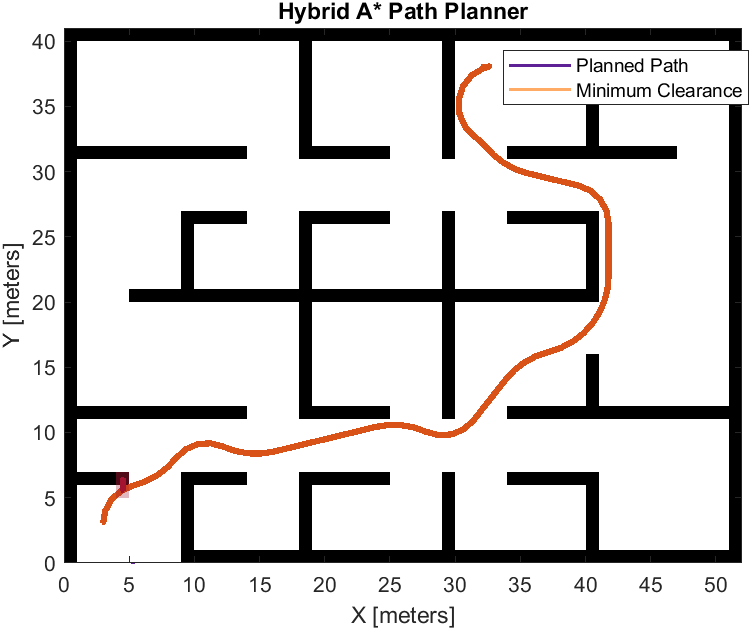 Hybrid A* Path Planner
Planned Path
Minimum Clearance
40
35
30
25
20
15
10
5
0
Y [meters]
0 5 10 15 20 25 30 35 40 45 50
X [meters]